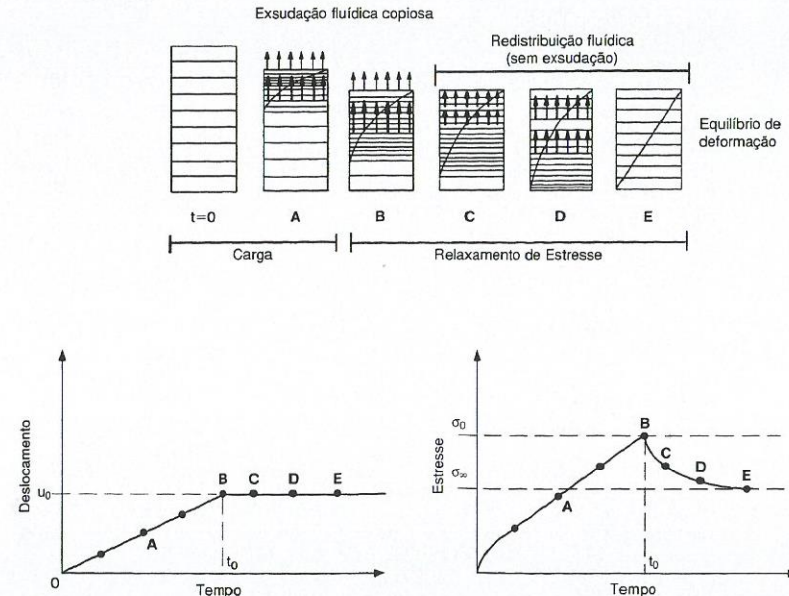 Exsudação fluídica copiosa
Redistribuição fluídica
(sem exsudação)
Equilíbrio de
deformação
t=0 A B C D E
Carga Relaxamento de Estresse
Deslocamento
u₀
0
A
B C D E
t₀
Tempo
Estresse
σ₀
σ∞
A
B
C
D
E
t₀
Tempo